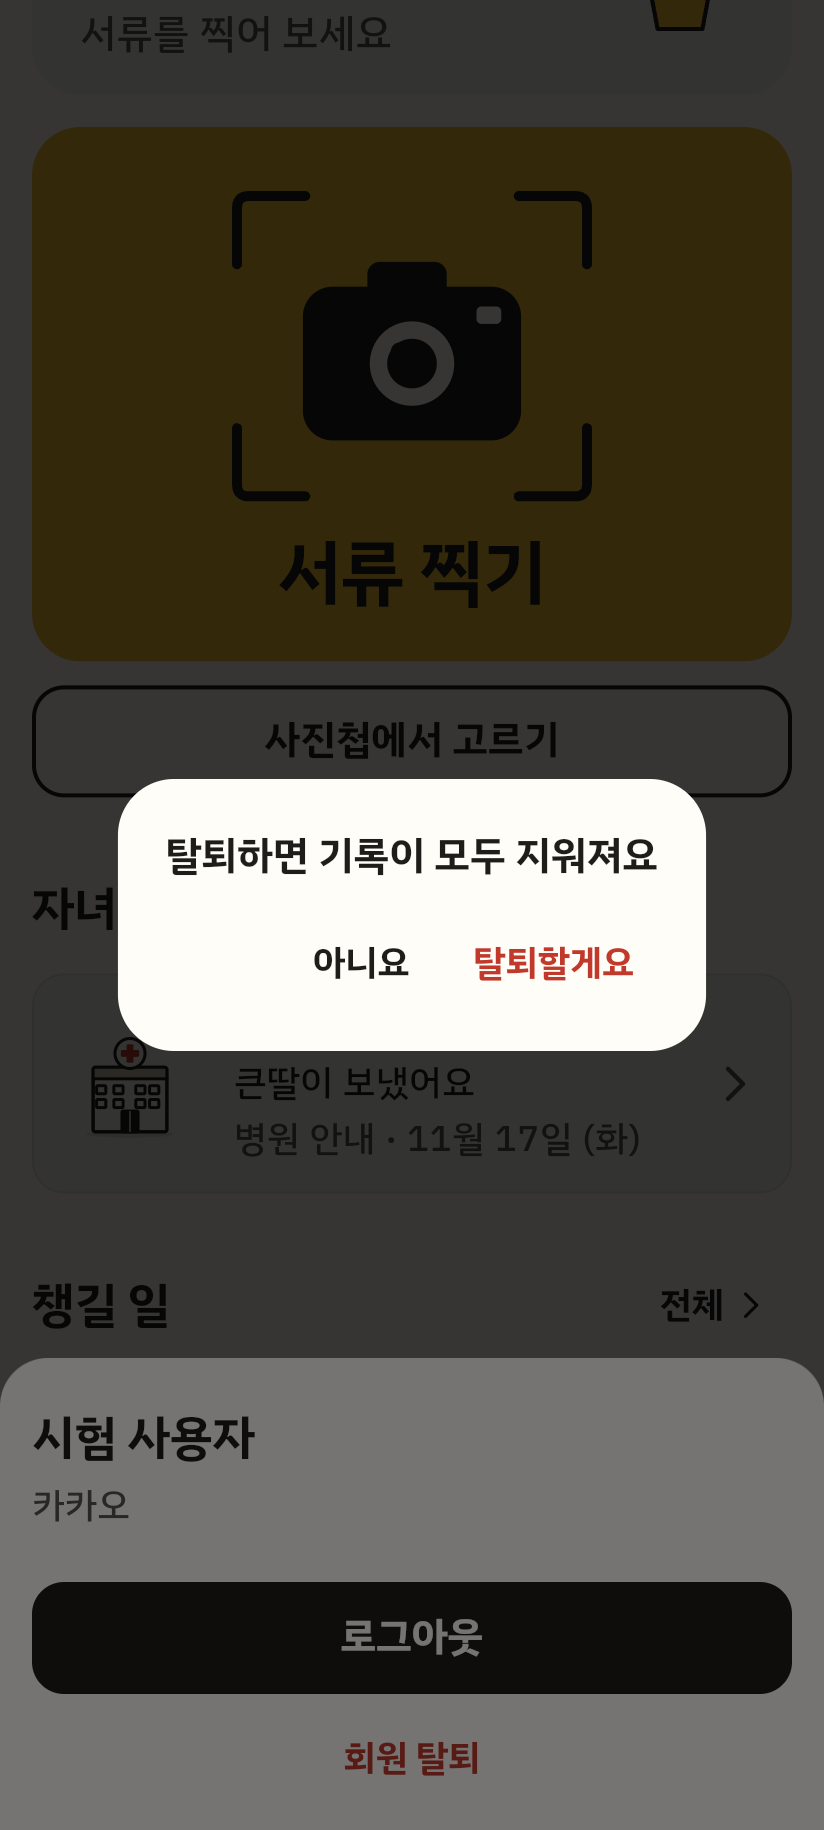 서류를 찍어 보세요
서류 찍기
사진첩에서 고르기
탈퇴하면 기록이 모두 지워져요
아니요 탈퇴할게요
자녀
큰딸이 보냈어요
병원 안내 · 11월 17일 (화)
챙길 일 전체
시험 사용자
카카오
로그아웃
회원 탈퇴